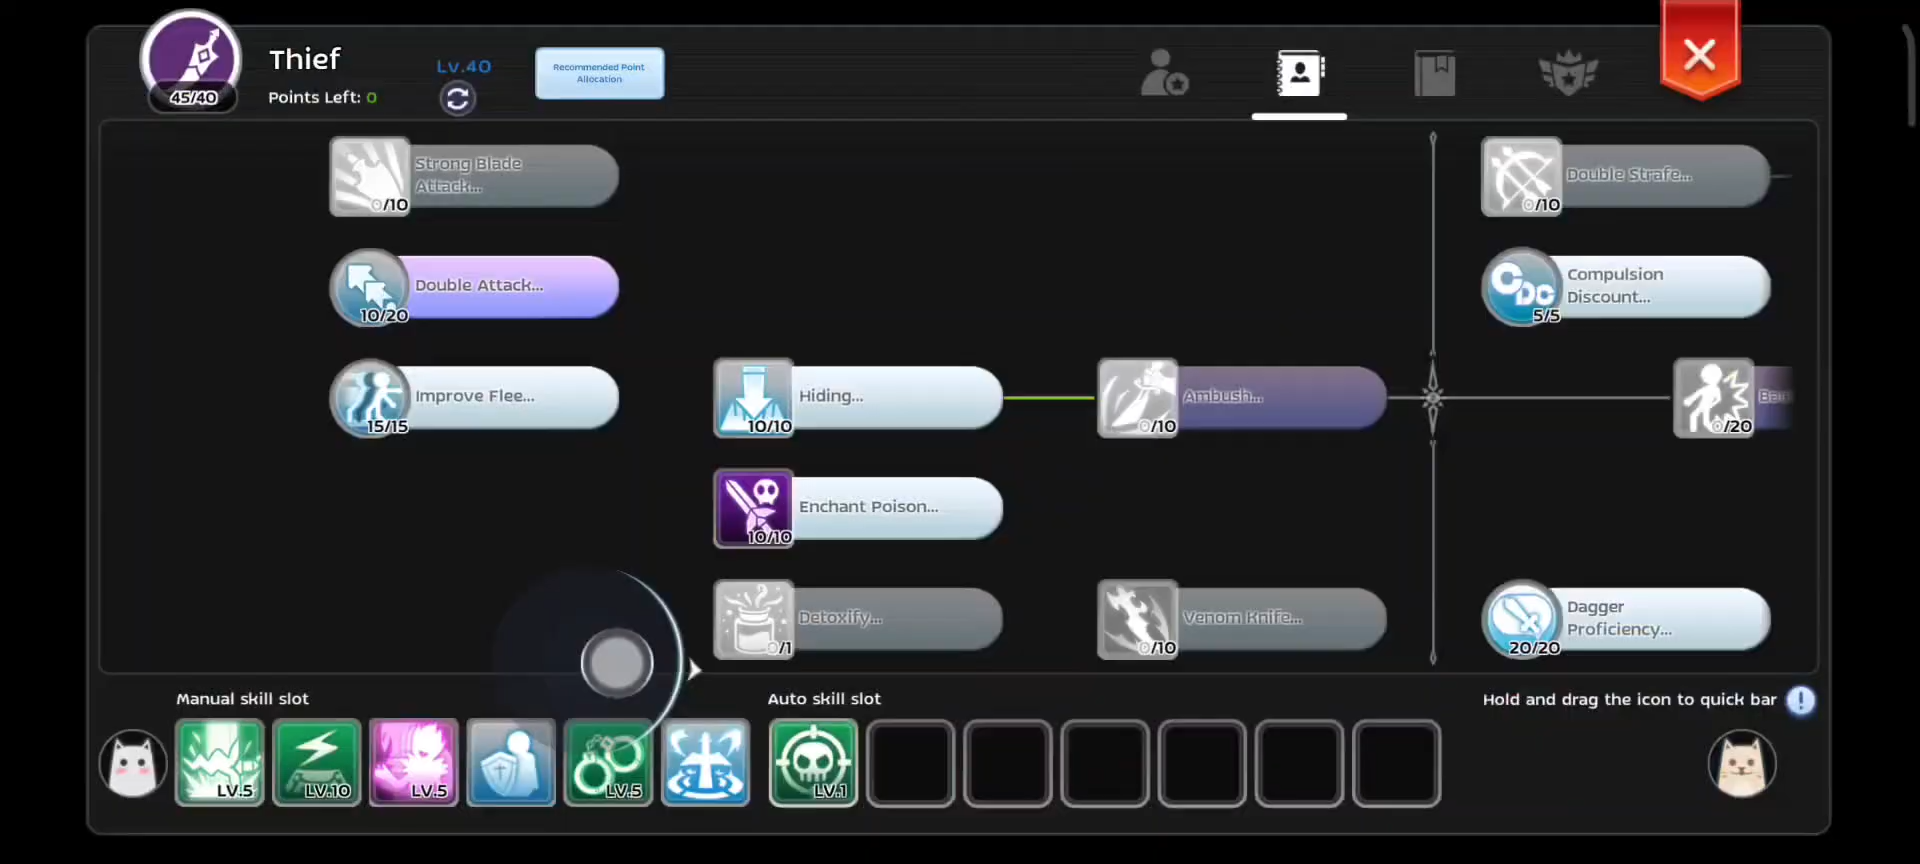 Thief
Lv.40
Recommended Point
Allocation
45/40
Points Left: 0
Strong Blade
Attack...
0/10
Double Strafe...
0/10
Double Attack...
10/20
Compulsion
Discount...
CDC
5/5
Improve Flee...
15/15
Hiding...
10/10
Ambush...
0/10
0/20
Enchant Poison...
10/10
Detoxify...
0/1
Venom Knife...
0/10
Dagger
Proficiency...
20/20
Manual skill slot
Auto skill slot
Hold and drag the icon to quick bar
LV.5
LV.10
LV.5
LV.5
LV.1